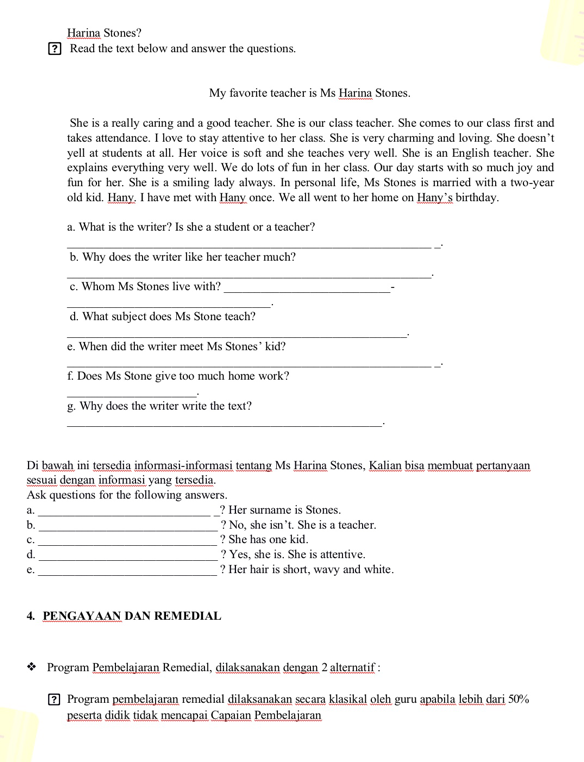 Harina Stones?
Read the text below and answer the questions.
My favorite teacher is Ms Harina Stones.
She is a really caring and a good teacher. She is our class teacher. She comes to our class first and
takes attendance. I love to stay attentive to her class. She is very charming and loving. She doesn't
yell at students at all. Her voice is soft and she teaches very well. She is an English teacher. She
explains everything very well. We do lots of fun in her class. Our day starts with so much joy and
fun for her. She is a smiling lady always. In personal life, Ms Stones is married with a two-year
old kid. Hany. I have met with Hany once. We all went to her home on Hany's birthday.
a. What is the writer? Is she a student or a teacher?
_____________________________________________________________ _.
b. Why does the writer like her teacher much?
_____________________________________________________________.
c. Whom Ms Stones live with? ____________________________-
__________________________________.
d. What subject does Ms Stone teach?
_________________________________________________________.
e. When did the writer meet Ms Stones' kid?
_____________________________________________________________ _.
f. Does Ms Stone give too much home work?
______________________.
g. Why does the writer write the text?
_____________________________________________________.
Di bawah ini tersedia informasi-informasi tentang Ms Harina Stones, Kalian bisa membuat pertanyaan
sesuai dengan informasi yang tersedia.
Ask questions for the following answers.
a. _____________________________ _? Her surname is Stones.
b. ______________________________ ? No, she isn't. She is a teacher.
c. ______________________________ ? She has one kid.
d. ______________________________ ? Yes, she is. She is attentive.
e. ______________________________ ? Her hair is short, wavy and white.
4. PENGAYAAN DAN REMEDIAL
❖ Program Pembelajaran Remedial, dilaksanakan dengan 2 alternatif :
Program pembelajaran remedial dilaksanakan secara klasikal oleh guru apabila lebih dari 50%
peserta didik tidak mencapai Capaian Pembelajaran